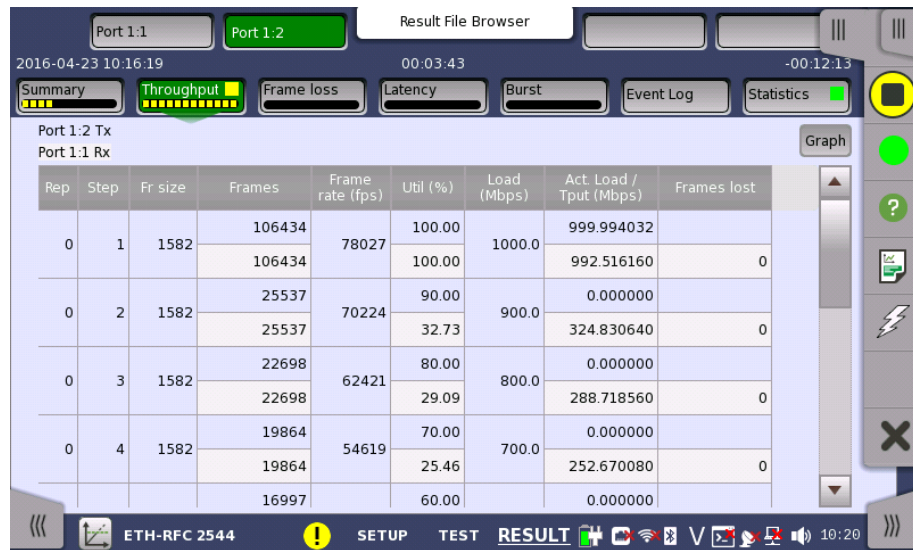 Port 1:1 Port 1:2 Result File Browser
2016-04-23 10:16:19 00:03:43 -00:12:13
Summary Throughput Frame loss Latency Burst Event Log Statistics
Port 1:2 Tx
Port 1:1 Rx
Graph
Rep Step Fr size Frames Frame rate (fps) Util (%) Load (Mbps) Act. Load / Tput (Mbps) Frames lost
106434 100.00 999.994032
0 1 1582 78027 1000.0
106434 100.00 992.516160 0
25537 90.00 0.000000
0 2 1582 70224 900.0
25537 32.73 324.830640 0
22698 80.00 0.000000
0 3 1582 62421 800.0
22698 29.09 288.718560 0
19864 70.00 0.000000
0 4 1582 54619 700.0
19864 25.46 252.670080 0
16997 60.00 0.000000
ETH-RFC 2544 ! SETUP TEST RESULT V 10:20